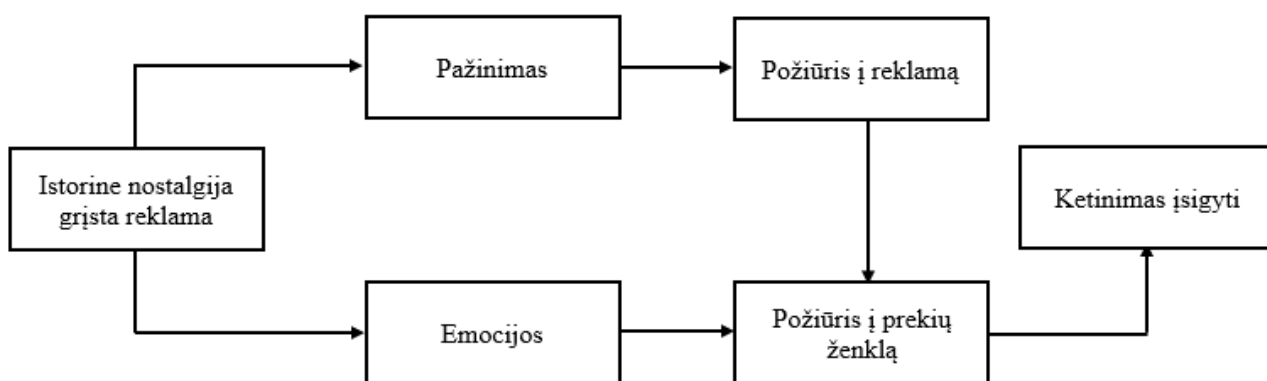 Pažinimas
Požiūris į reklamą
Istorine nostalgija
grįsta reklama
Ketinimas įsigyti
Emocijos
Požiūris į prekių
ženklą